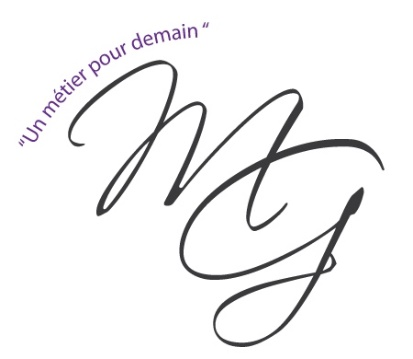 “Un métier pour demain “
MG